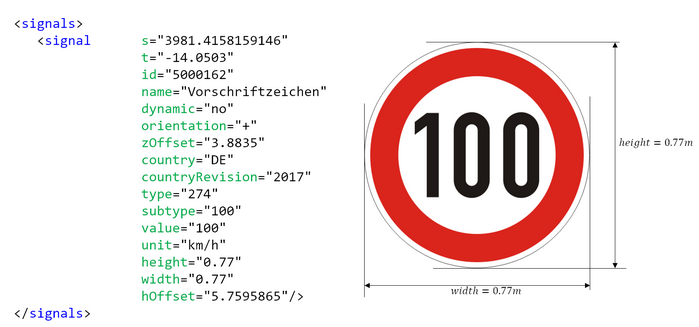 <signals>
<signal s="3981.4158159146"
t="-14.0503"
id="5000162"
name="Vorschriftzeichen"
dynamic="no"
orientation="+"
zOffset="3.8835"
country="DE"
countryRevision="2017"
type="274"
subtype="100"
value="100"
unit="km/h"
height="0.77"
width="0.77"
hOffset="5.7595865"/>
</signals>
100
height = 0.77m
width = 0.77m